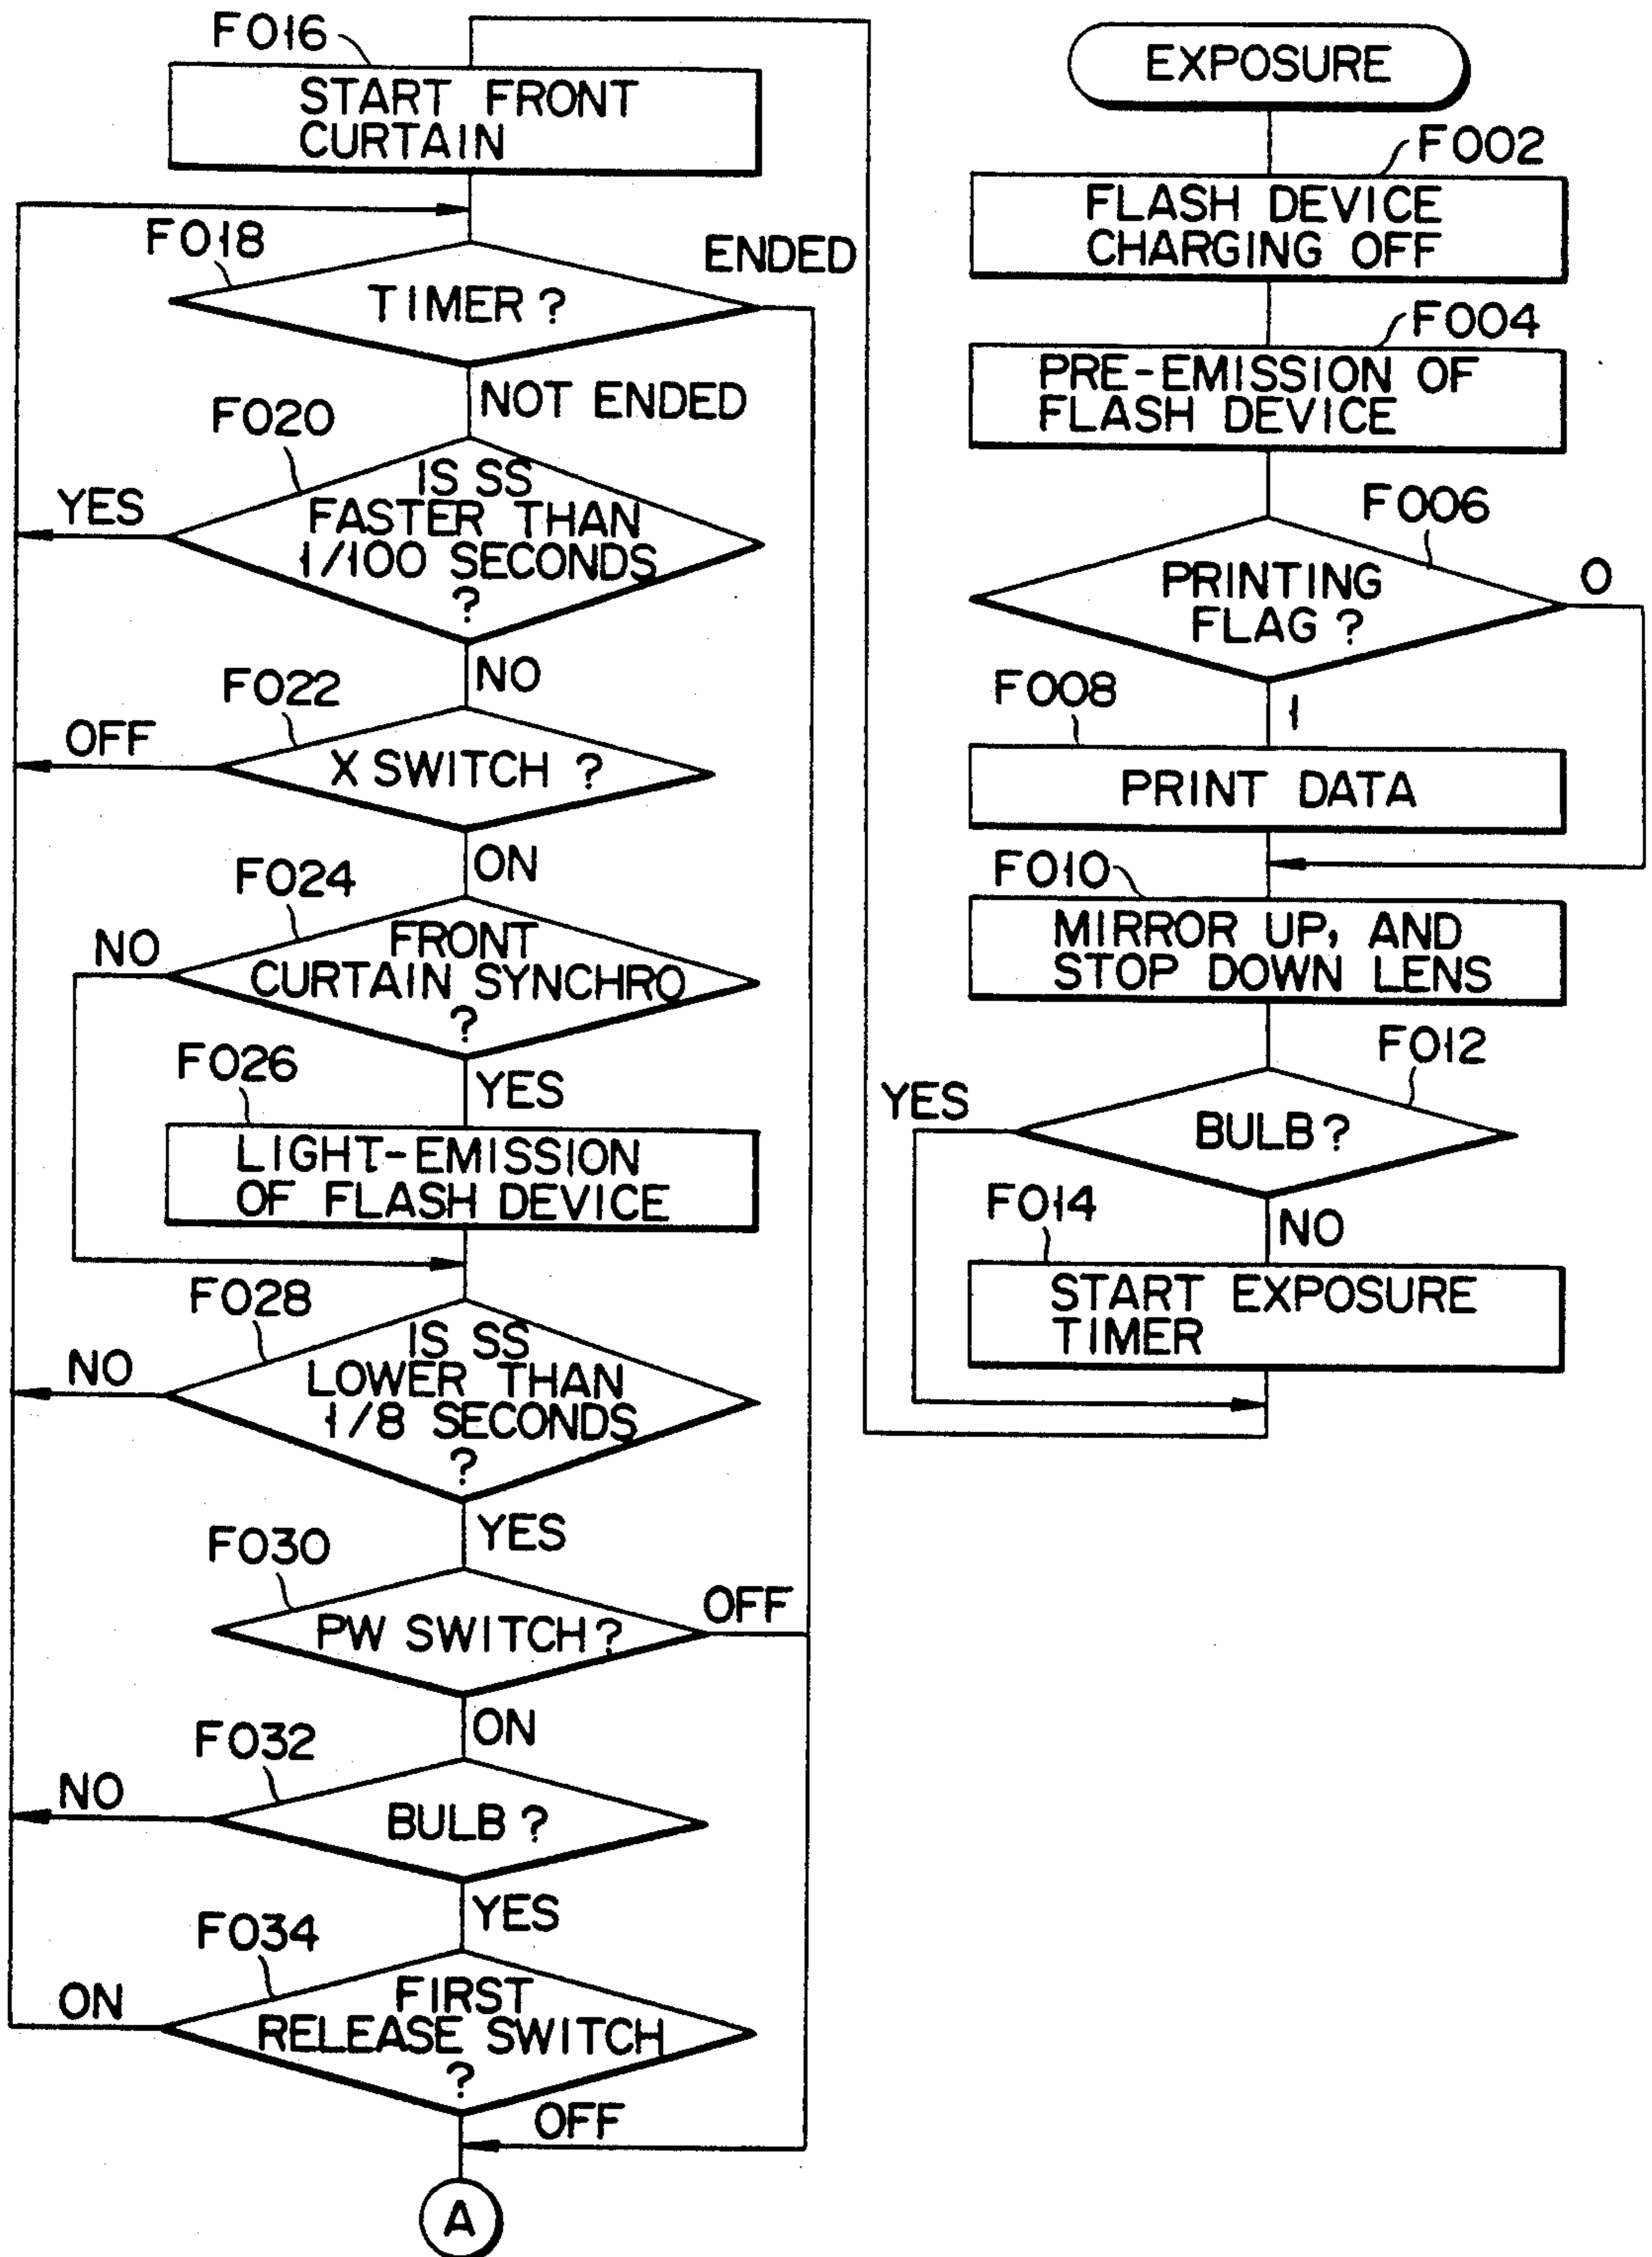 EXPOSURE
F002
FLASH DEVICE
CHARGING OFF
F004
PRE-EMISSION OF
FLASH DEVICE
F006
PRINTING
FLAG ?
0
1
F008
PRINT DATA
F010
MIRROR UP, AND
STOP DOWN LENS
F012
BULB ?
YES
NO
F014
START EXPOSURE
TIMER
F016
START FRONT
CURTAIN
F018
TIMER ?
ENDED
NOT ENDED
F020
IS SS
FASTER THAN
1/100 SECONDS
?
YES
NO
F022
X SWITCH ?
OFF
ON
F024
FRONT
CURTAIN SYNCHRO
?
NO
YES
F026
LIGHT-EMISSION
OF FLASH DEVICE
F028
IS SS
LOWER THAN
1/8 SECONDS
?
NO
YES
F030
PW SWITCH ?
OFF
ON
F032
BULB ?
NO
YES
F034
FIRST
RELEASE SWITCH
?
ON
OFF
A